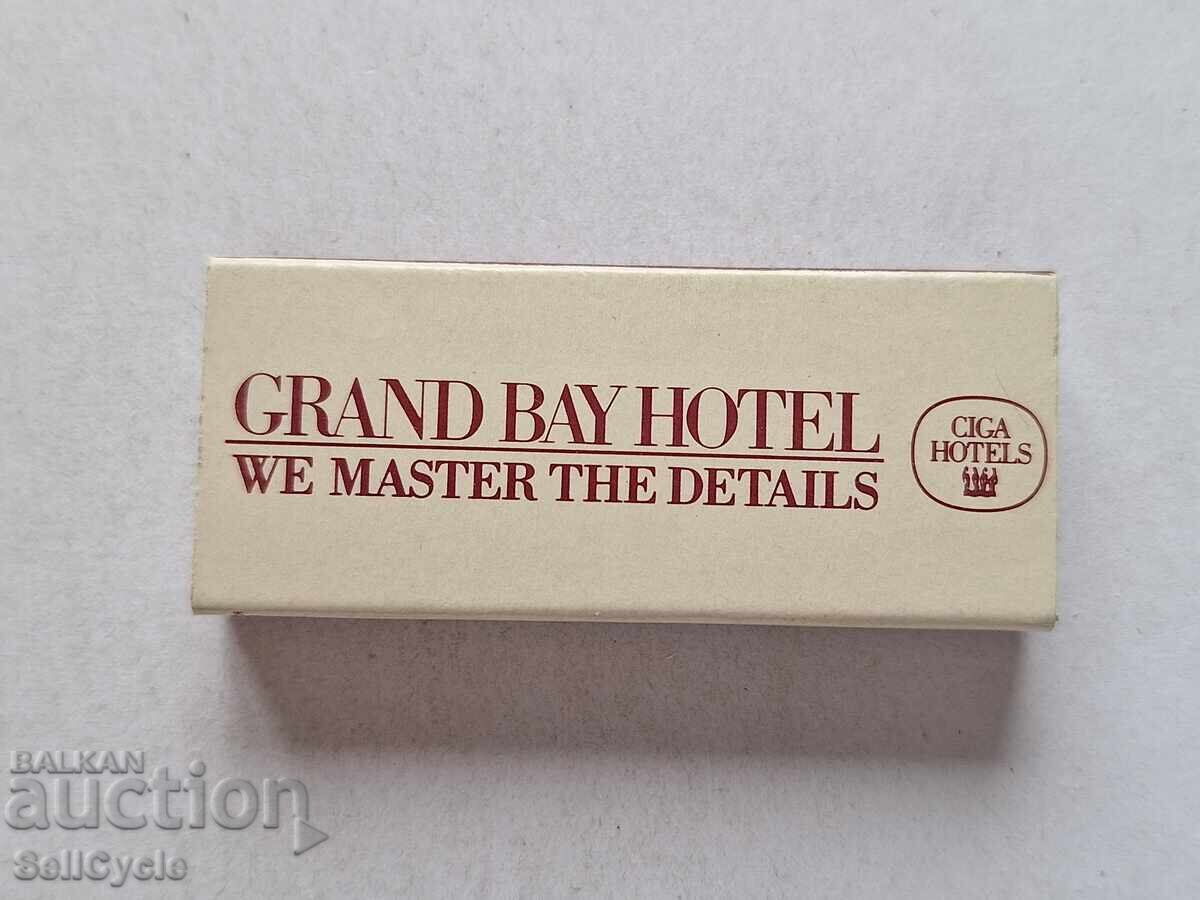 GRAND BAY HOTEL
WE MASTER THE DETAILS
CIGA
HOTELS
BALKAN
auction
SellCycle